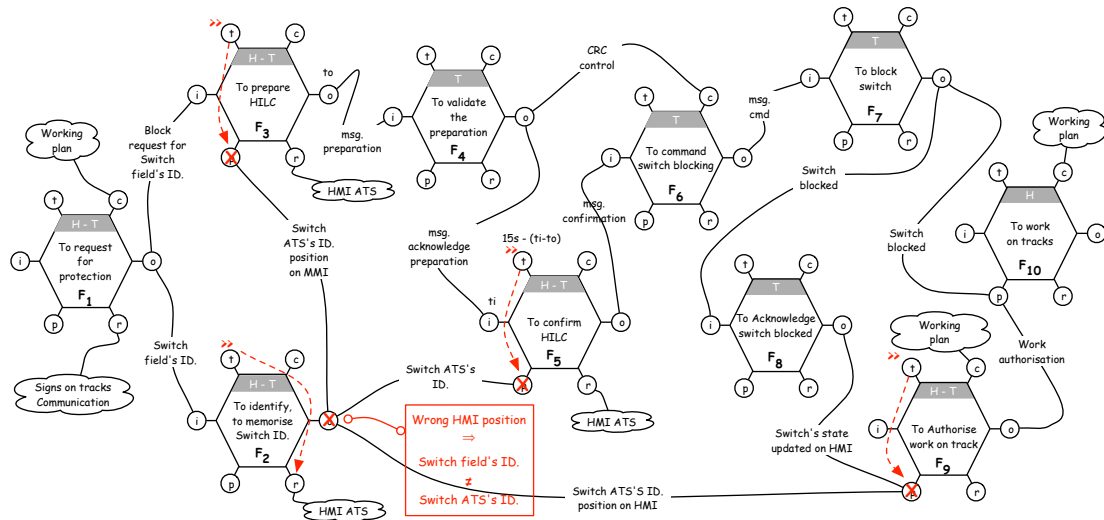 t
c
H - T
i
To prepare
HILC
F3
o
to
r
HMI ATS
msg.
preparation
Block
request for
Switch
field's ID.
Working
plan
t
c
H - T
i
To request
for
protection
F1
o
p
r
Signs on tracks
Communication
Switch
field's ID.
t
c
H - T
i
To identify,
to memorise
Switch ID.
F2
p
r
HMI ATS
Switch
ATS's ID.
position
on MMI
t
c
T
i
To validate
the
preparation
F4
o
p
r
CRC
control
msg.
acknowledge
preparation
15s - (ti-to)
t
c
H - T
ti
i
To confirm
HILC
F5
o
r
HMI ATS
Switch ATS's
ID.
Wrong HMI position
⇒
Switch field's ID.
≠
Switch ATS's ID.
msg.
confirmation
t
c
T
i
To command
switch blocking
F6
o
p
r
msg.
cmd
t
c
T
i
To block
switch
F7
o
p
r
Switch
blocked
Switch
blocked
t
c
T
i
To Acknowledge
switch blocked
F8
o
p
r
Switch's state
updated on HMI
Switch ATS'S ID.
position on HMI
Working
plan
t
c
H - T
i
To Authorise
work on track
F9
o
r
Work
authorisation
Working
plan
t
c
H
i
To work
on tracks
F10
o
p
r